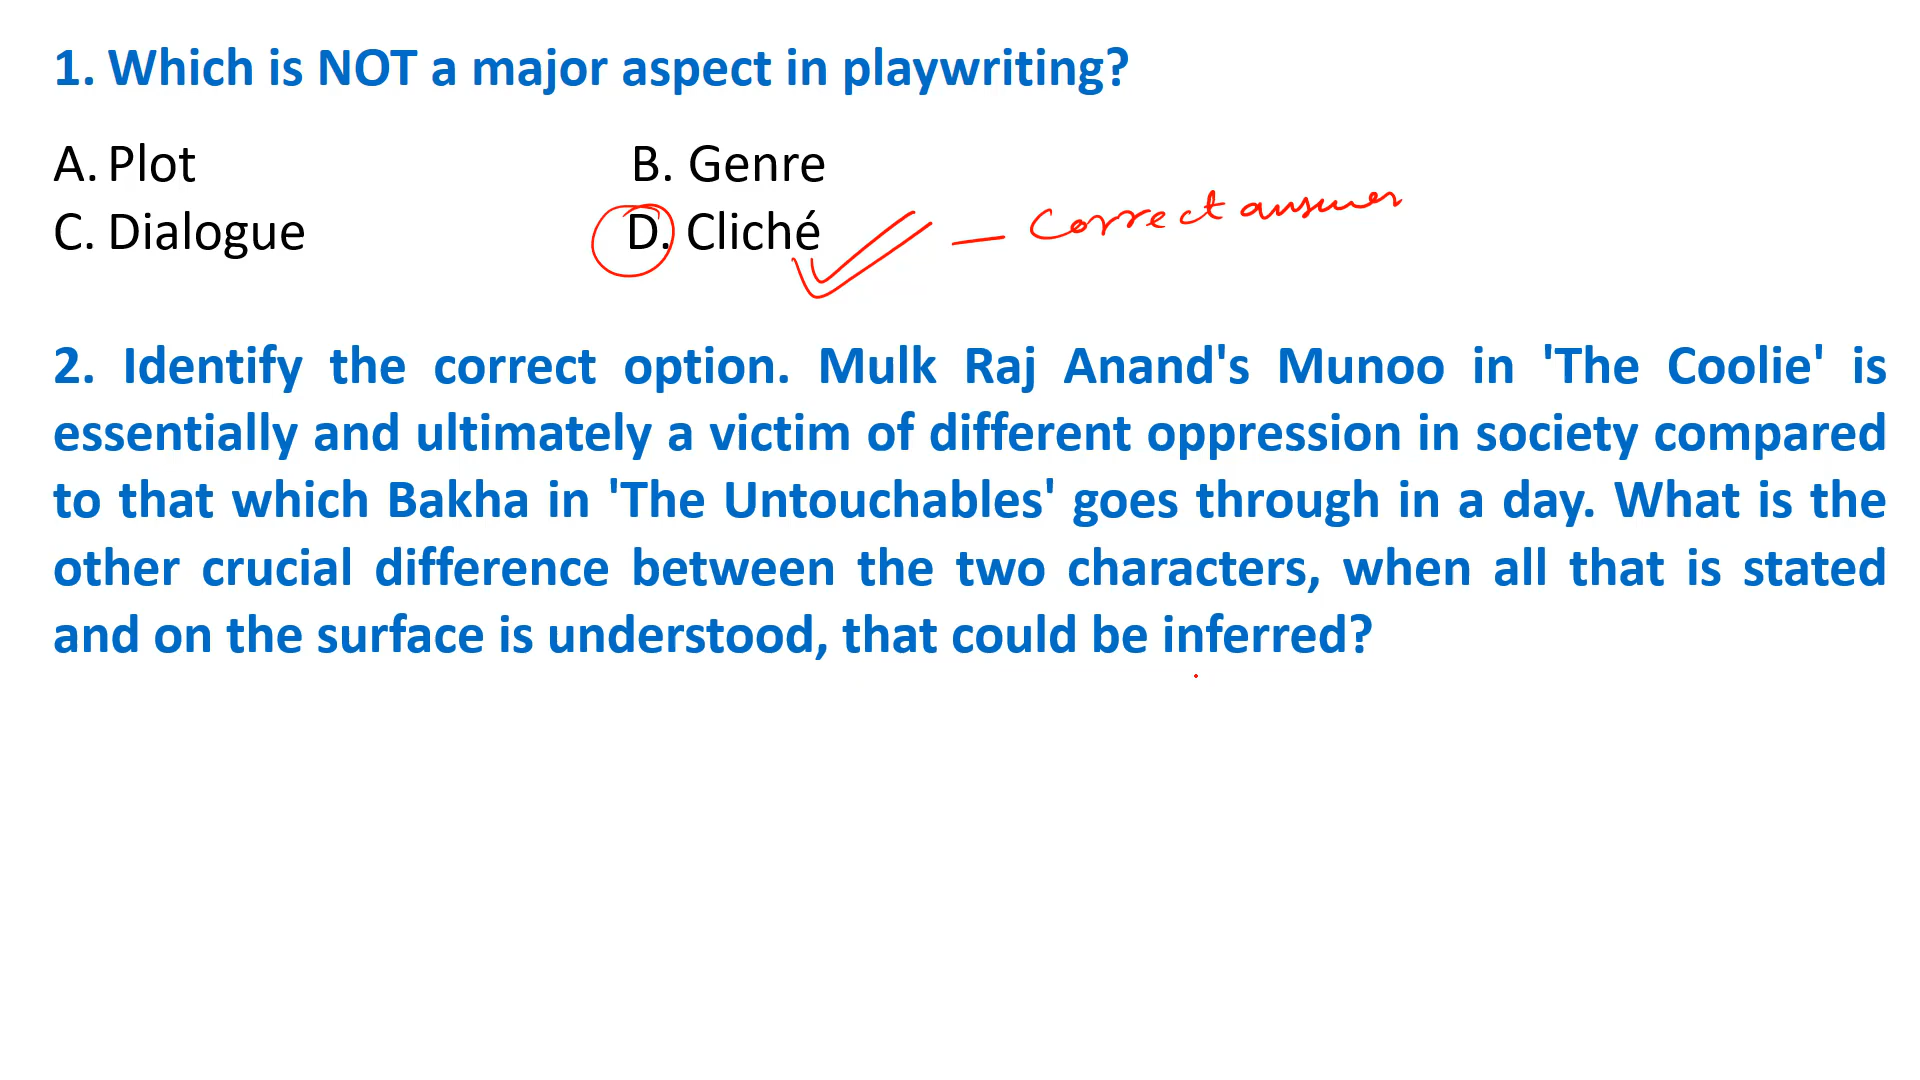 1. Which is NOT a major aspect in playwriting?
A. Plot B. Genre
C. Dialogue D. Cliché — Correct answer
2. Identify the correct option. Mulk Raj Anand's Munoo in 'The Coolie' is
essentially and ultimately a victim of different oppression in society compared
to that which Bakha in 'The Untouchables' goes through in a day. What is the
other crucial difference between the two characters, when all that is stated
and on the surface is understood, that could be inferred?